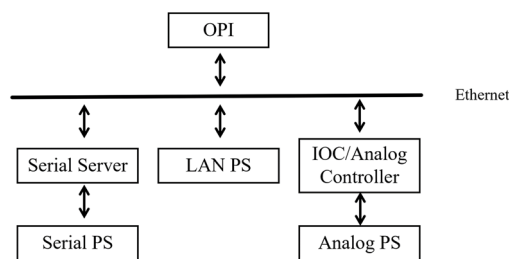 OPI
Ethernet
Serial Server
LAN PS
IOC/Analog
Controller
Serial PS
Analog PS